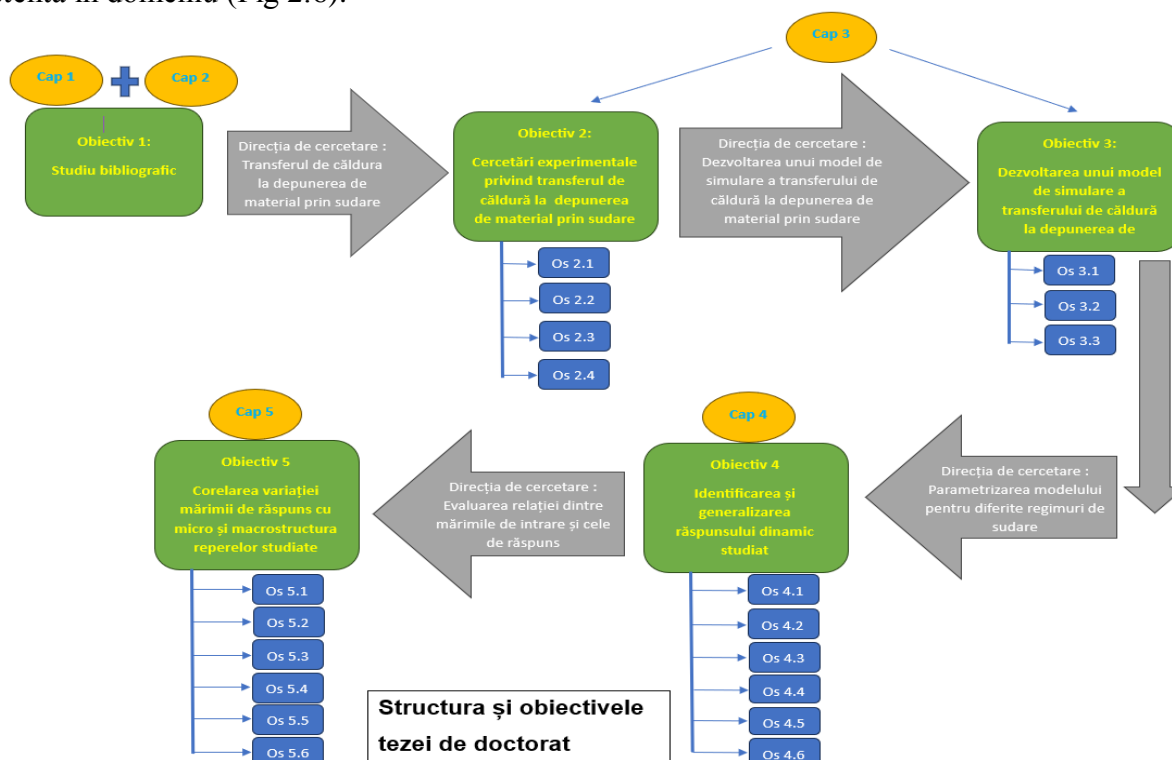 în domeniu (Fig 2.6).
Cap 3
Cap 1
Cap 2
Obiectiv 1:
Studiu bibliografic
Direcția de cercetare :
Transferul de căldura
la depunerea de
material prin sudare
Obiectiv 2:
Cercetări experimentale
privind transferul de
căldură la depunerea
de material prin sudare
Direcția de cercetare :
Dezvoltarea unui model de
simulare a transferului de
căldură la depunerea de
material prin sudare
Obiectiv 3:
Dezvoltarea unui model
de simulare a
transferului de căldură
la depunerea de
Os 2.1
Os 2.2
Os 2.3
Os 2.4
Os 3.1
Os 3.2
Os 3.3
Cap 4
Obiectiv 4
Identificarea și
generalizarea
răspunsului dinamic
studiat
Direcția de cercetare :
Parametrizarea modelului
pentru diferite regimuri de
sudare
Cap 5
Obiectiv 5
Corelarea variației
mărimii de răspuns cu
micro și macrostructura
reperelor studiate
Direcția de cercetare :
Evaluarea relației dintre
mărimile de intrare și cele
de răspuns
Os 5.1
Os 5.2
Os 5.3
Os 5.4
Os 5.5
Os 5.6
Os 4.1
Os 4.2
Os 4.3
Os 4.4
Os 4.5
Os 4.6
Structura și obiectivele
tezei de doctorat